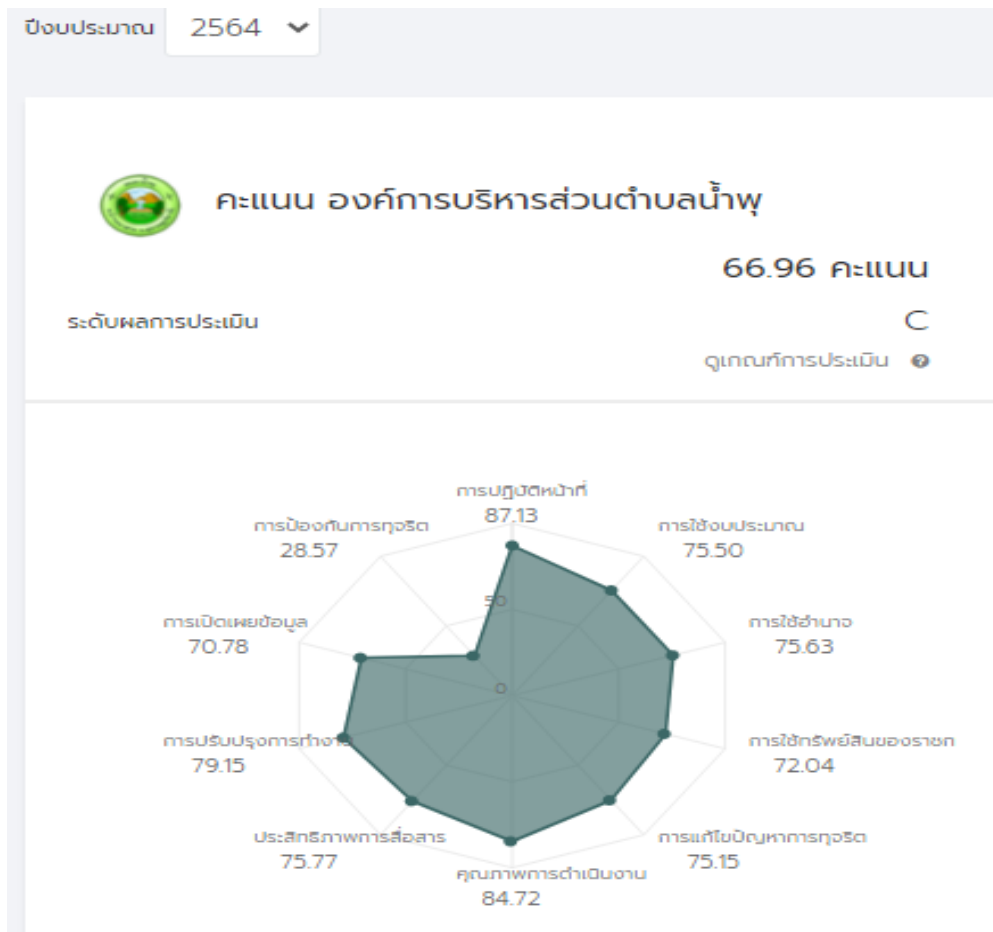 ปีงบประมาณ 2564
คะแนน องค์การบริหารส่วนตำบลน้ำพุ
66.96 คะแนน
ระดับผลการประเมิน C
ดูเกณฑ์การประเมิน
การปฏิบัติหน้าที่
87.13
การป้องกันการทุจริต
28.57
การใช้งบประมาณ
75.50
50
การเปิดเผยข้อมูล
70.78
การใช้อำนาจ
75.63
0
การปรับปรุงการทำงาน
79.15
การใช้ทรัพย์สินของราชก
72.04
ประสิทธิภาพการสื่อสาร
75.77
การแก้ไขปัญหาการทุจริต
75.15
คุณภาพการดำเนินงาน
84.72